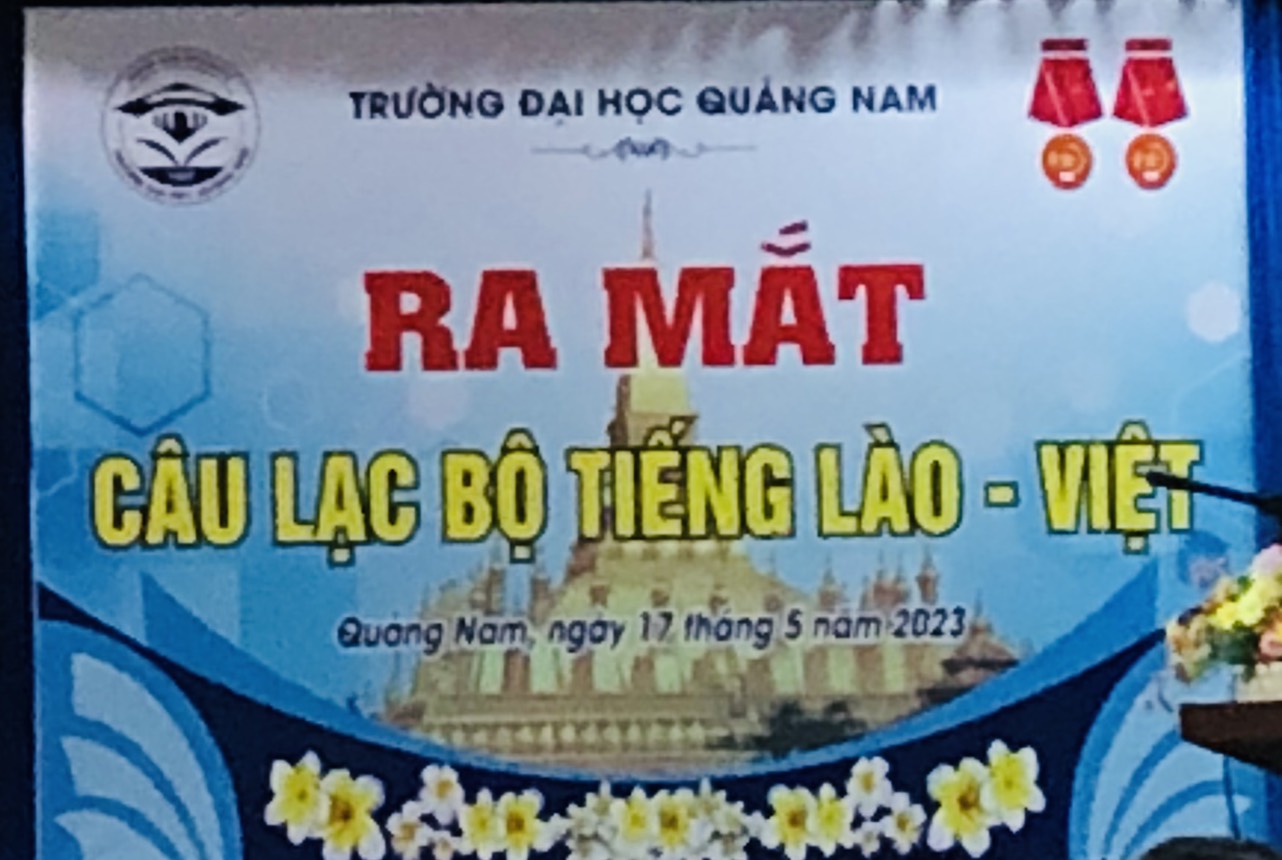 TRƯỜNG ĐẠI HỌC QUẢNG NAM
RA MẮT
CÂU LẠC BỘ TIẾNG LÀO - VIỆT
Quảng Nam, ngày 17 tháng 5 năm 2023